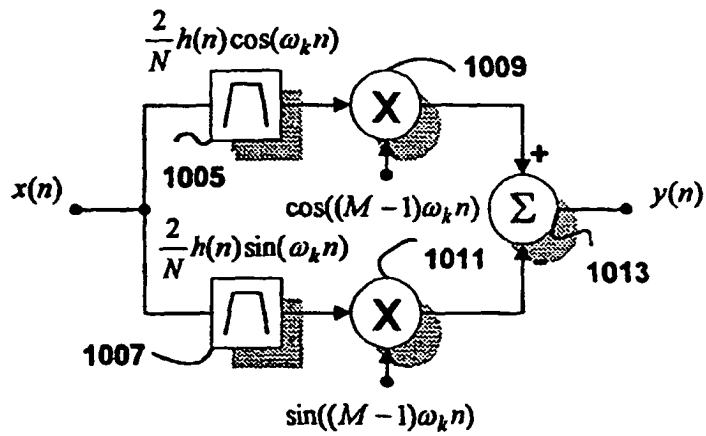 2/N h(n)cos(ω_k n)
1009
X
1005
x(n)
cos((M − 1)ω_k n)
+
Σ
y(n)
2/N h(n)sin(ω_k n)
1011
−
1013
X
1007
sin((M − 1)ω_k n)